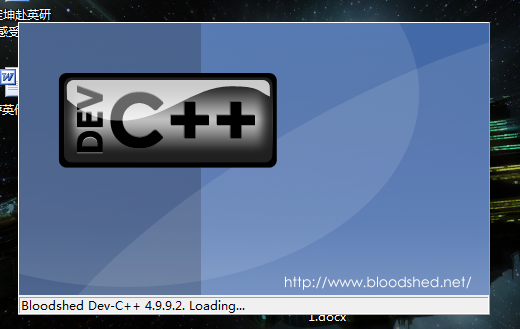 坤赴英研
感受
DEV C++
http://www.bloodshed.net/
Bloodshed Dev-C++ 4.9.9.2. Loading...
1.docx